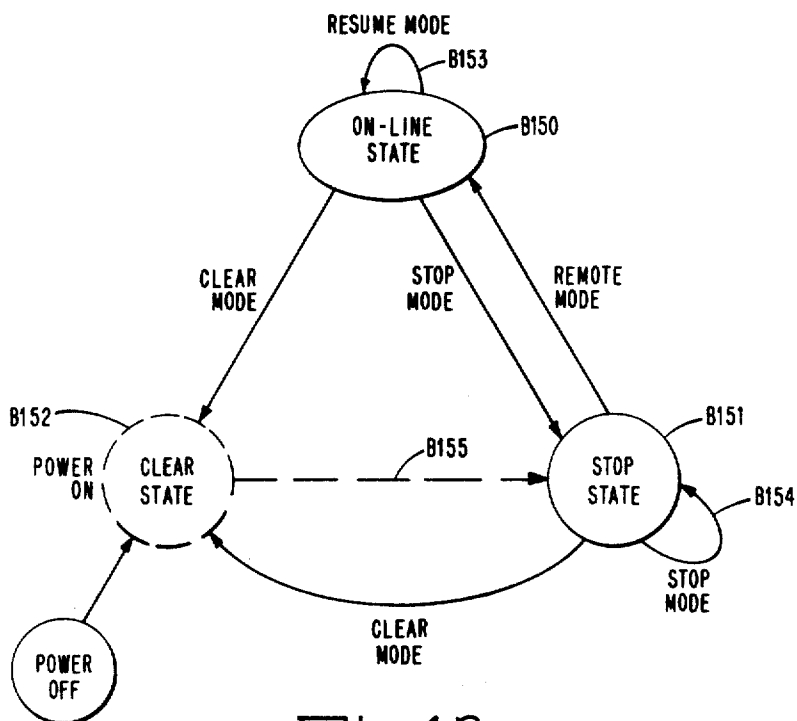 RESUME MODE
B153
ON-LINE
STATE
B150
CLEAR
MODE
STOP
MODE
REMOTE
MODE
B152
POWER
ON
CLEAR
STATE
B155
STOP
STATE
B151
B154
STOP
MODE
CLEAR
MODE
POWER
OFF